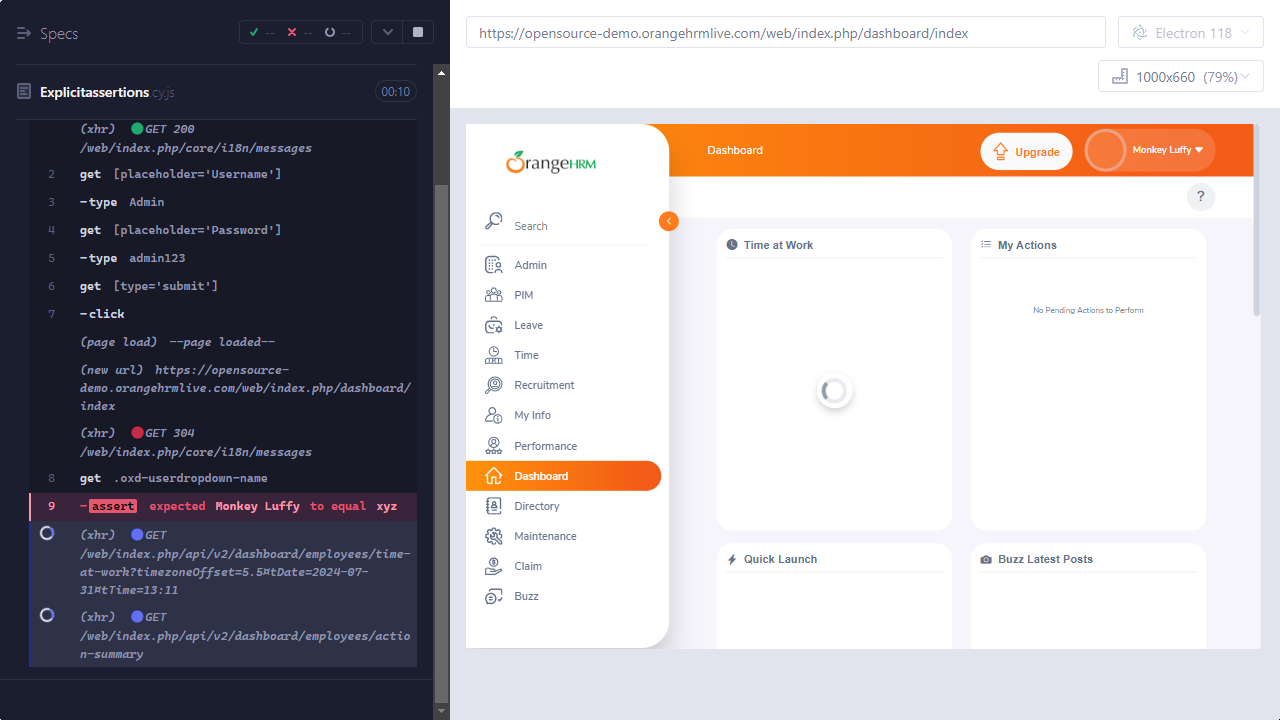 Specs
-- -- --
Explicitassertions.cy.js 00:10
(xhr) GET 200
/web/index.php/core/i18n/messages
2 get [placeholder='Username']
3 -type Admin
4 get [placeholder='Password']
5 -type admin123
6 get [type='submit']
7 -click
(page load) --page loaded--
(new url) https://opensource-
demo.orangehrmlive.com/web/index.php/dashboard/
index
(xhr) GET 304
/web/index.php/core/i18n/messages
8 get .oxd-userdropdown-name
9 -assert expected Monkey Luffy to equal xyz
(xhr) GET
/web/index.php/api/v2/dashboard/employees/time-
at-work?timezoneOffset=5.5¤tDate=2024-07-
31¤tTime=13:11
(xhr) GET
/web/index.php/api/v2/dashboard/employees/actio
n-summary
https://opensource-demo.orangehrmlive.com/web/index.php/dashboard/index
Electron 118
1000x660 (79%)
OrangeHRM
Search
Admin
PIM
Leave
Time
Recruitment
My Info
Performance
Dashboard
Directory
Maintenance
Claim
Buzz
Dashboard
Upgrade
Monkey Luffy
?
Time at Work
My Actions
No Pending Actions to Perform
Quick Launch
Buzz Latest Posts